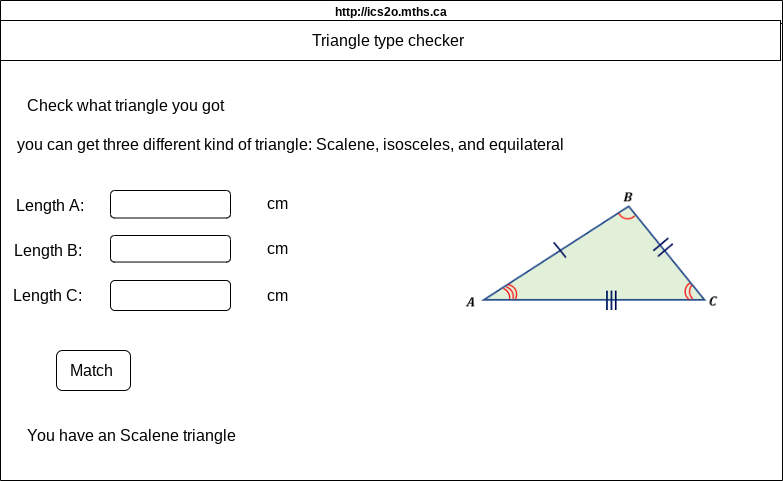 http://ics2o.mths.ca
Triangle type checker
Check what triangle you got
you can get three different kind of triangle: Scalene, isosceles, and equilateral
Length A: cm
Length B: cm
Length C: cm
B
A
C
Match
You have an Scalene triangle